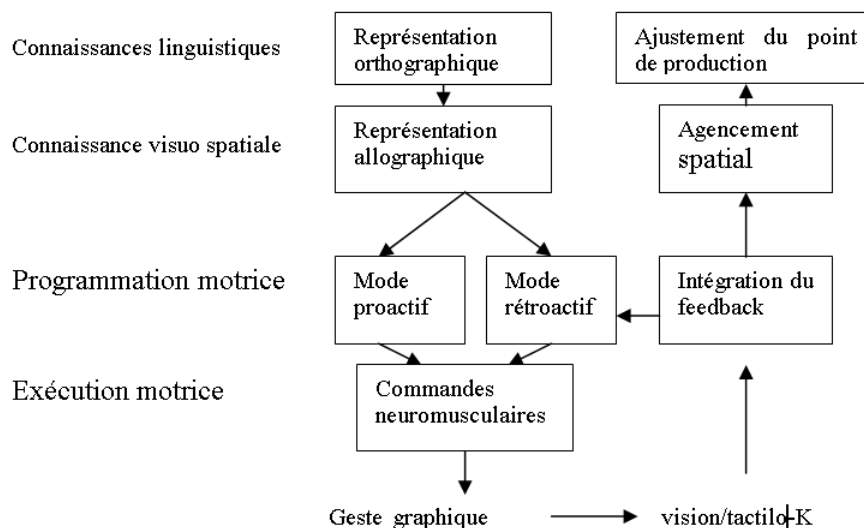 Connaissances linguistiques
Représentation
orthographique
Ajustement du point
de production
Connaissance visuo spatiale
Représentation
allographique
Agencement
spatial
Programmation motrice
Mode
proactif
Mode
rétroactif
Intégration du
feedback
Exécution motrice
Commandes
neuromusculaires
Geste graphique
vision/tactilo-K